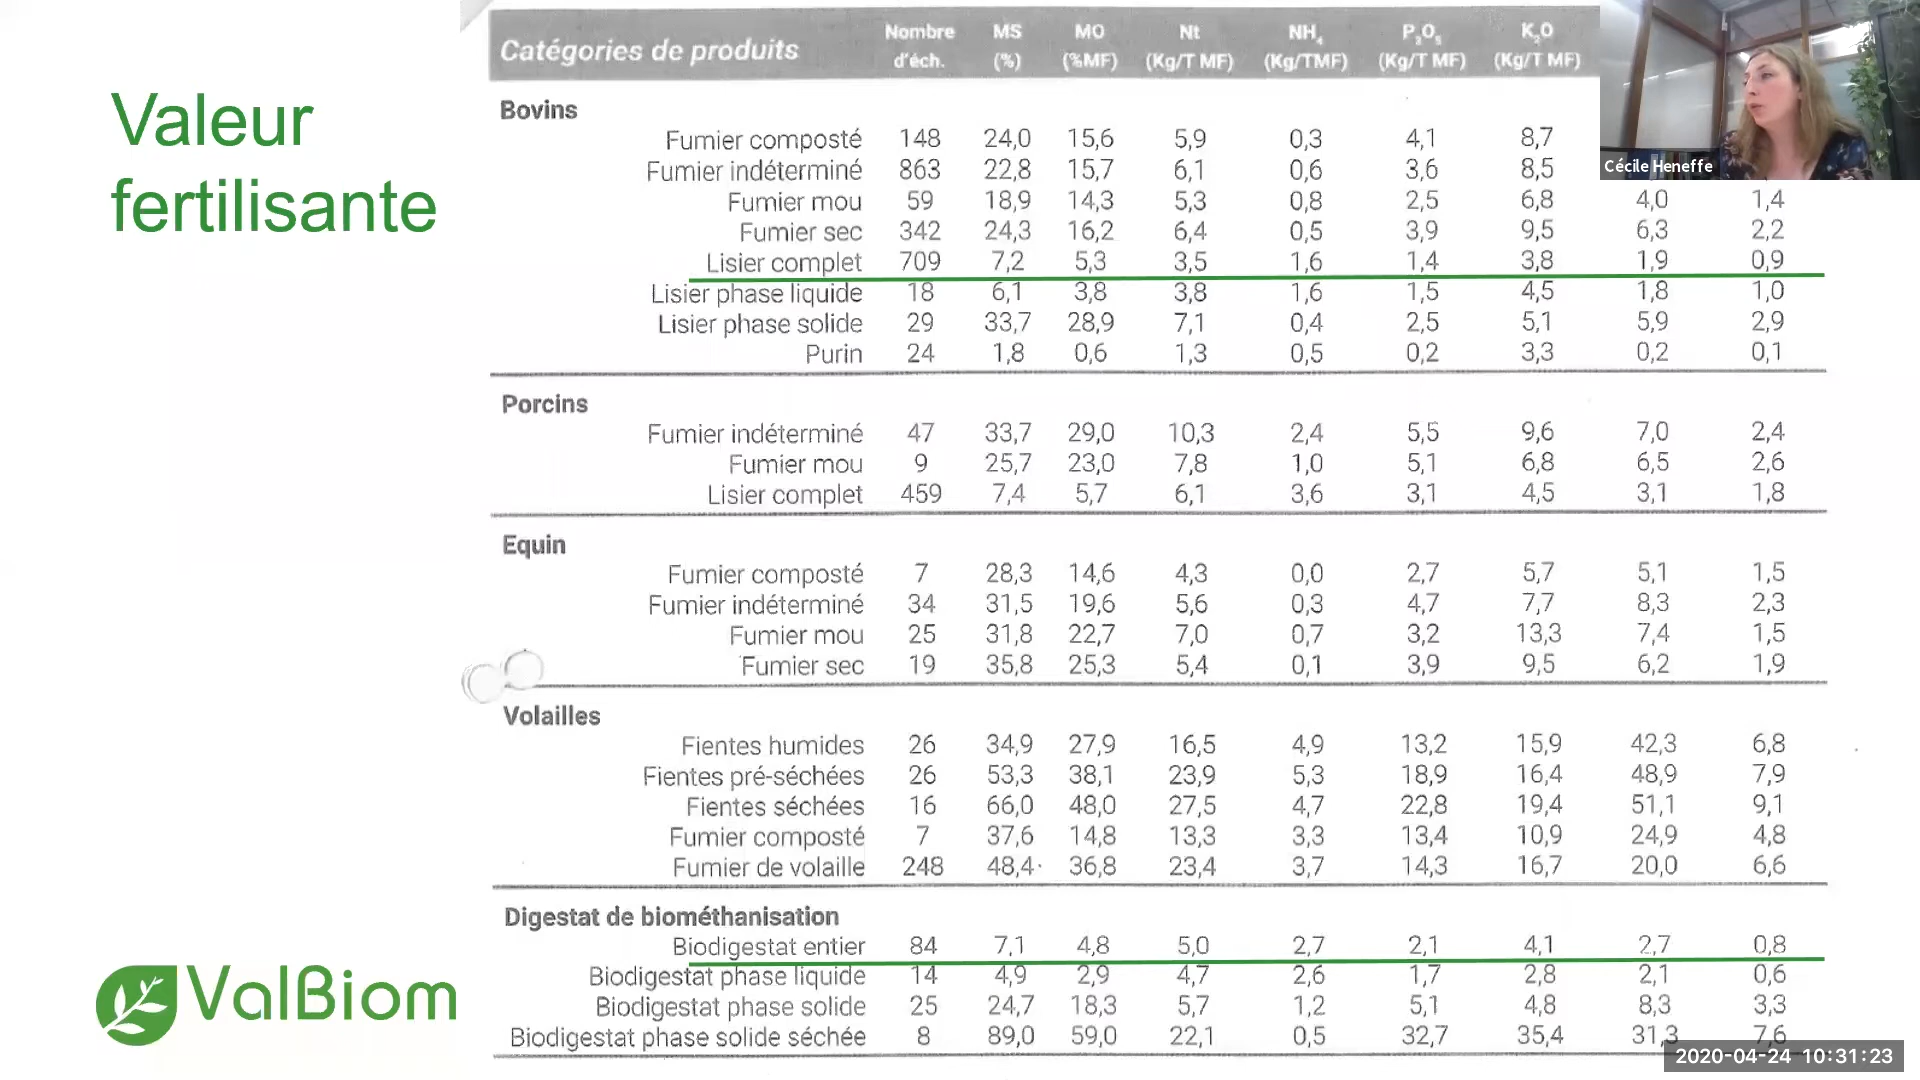 Valeur
fertilisante
Catégories de produits Nombre d'éch. MS (%) MO (%MF) Nt (Kg/T MF) NH4 (Kg/TMF) P2O5 (Kg/T MF) K2O (Kg/T MF)
Bovins
Fumier composté 148 24,0 15,6 5,9 0,3 4,1 8,7
Fumier indéterminé 863 22,8 15,7 6,1 0,6 3,6 8,5
Fumier mou 59 18,9 14,3 5,3 0,8 2,5 6,8 4,0 1,4
Fumier sec 342 24,3 16,2 6,4 0,5 3,9 9,5 6,3 2,2
Lisier complet 709 7,2 5,3 3,5 1,6 1,4 3,8 1,9 0,9
Lisier phase liquide 18 6,1 3,8 3,8 1,6 1,5 4,5 1,8 1,0
Lisier phase solide 29 33,7 28,9 7,1 0,4 2,5 5,1 5,9 2,9
Purin 24 1,8 0,6 1,3 0,5 0,2 3,3 0,2 0,1
Porcins
Fumier indéterminé 47 33,7 29,0 10,3 2,4 5,5 9,6 7,0 2,4
Fumier mou 9 25,7 23,0 7,8 1,0 5,1 6,8 6,5 2,6
Lisier complet 459 7,4 5,7 6,1 3,6 3,1 4,5 3,1 1,8
Equin
Fumier composté 7 28,3 14,6 4,3 0,0 2,7 5,7 5,1 1,5
Fumier indéterminé 34 31,5 19,6 5,6 0,3 4,7 7,7 8,3 2,3
Fumier mou 25 31,8 22,7 7,0 0,7 3,2 13,3 7,4 1,5
Fumier sec 19 35,8 25,3 5,4 0,1 3,9 9,5 6,2 1,9
Volailles
Fientes humides 26 34,9 27,9 16,5 4,9 13,2 15,9 42,3 6,8
Fientes pré-séchées 26 53,3 38,1 23,9 5,3 18,9 16,4 48,9 7,9
Fientes séchées 16 66,0 48,0 27,5 4,7 22,8 19,4 51,1 9,1
Fumier composté 7 37,6 14,8 13,3 3,3 13,4 10,9 24,9 4,8
Fumier de volaille 248 48,4 36,8 23,4 3,7 14,3 16,7 20,0 6,6
Digestat de biométhanisation
Biodigestat entier 84 7,1 4,8 5,0 2,7 2,1 4,1 2,7 0,8
Biodigestat phase liquide 14 4,9 2,9 4,7 2,6 1,7 2,8 2,1 0,6
Biodigestat phase solide 25 24,7 18,3 5,7 1,2 5,1 4,8 8,3 3,3
Biodigestat phase solide séchée 8 89,0 59,0 22,1 0,5 32,7 35,4 31,3 7,6
ValBiom
Cécile Heneffe
2020-04-24 10:31:23